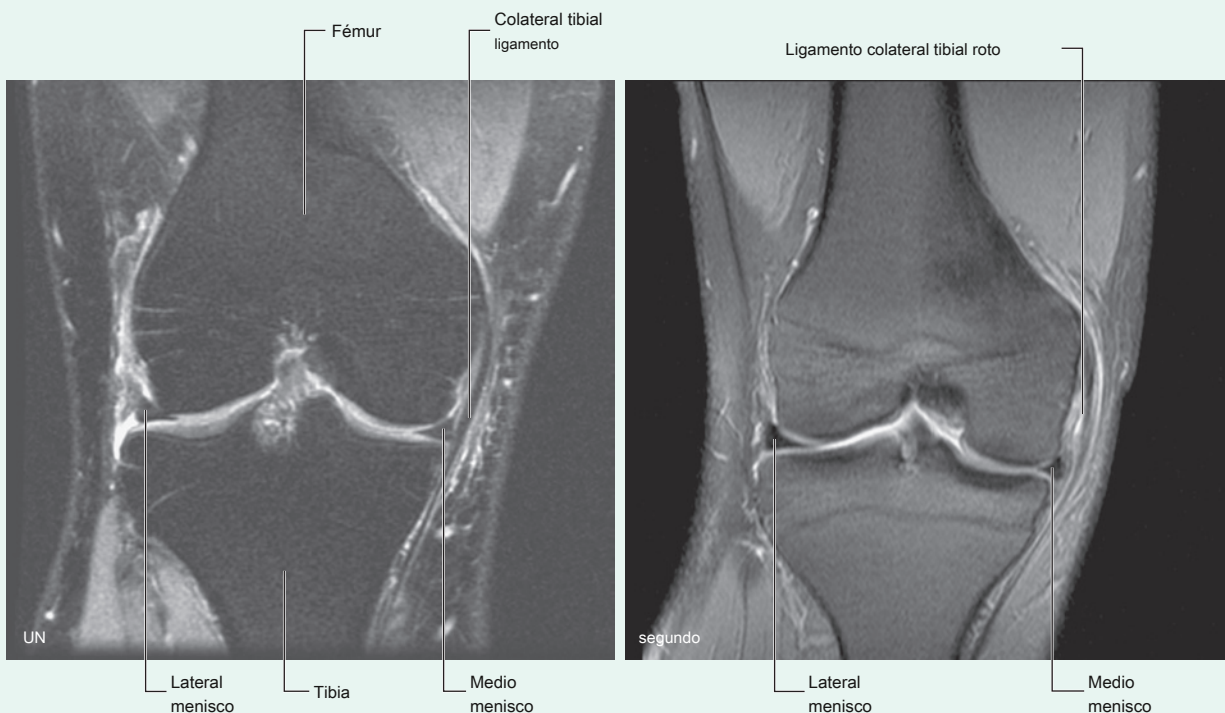 Fémur
Colateral tibial
ligamento
Ligamento colateral tibial roto
UN
segundo
Lateral
menisco
Tibia
Medio
menisco
Lateral
menisco
Medio
menisco